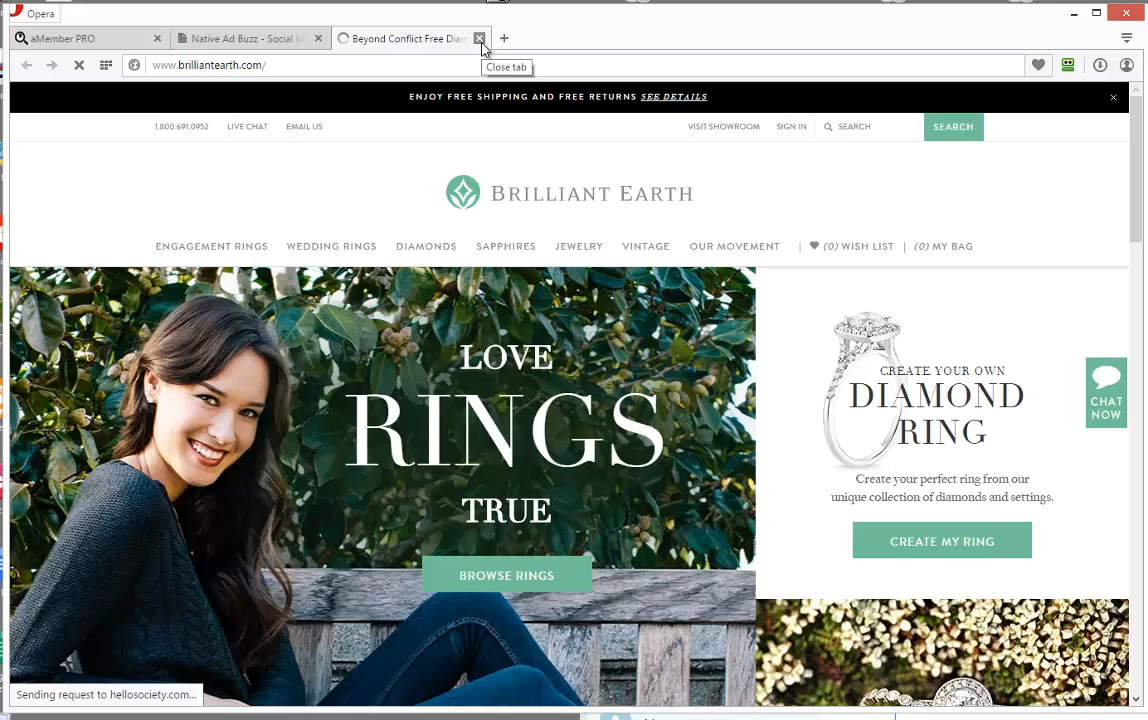 Opera
aMember PRO
Native Ad Buzz - Social In
Beyond Conflict Free Diam
www.brilliantearth.com/
Close tab
ENJOY FREE SHIPPING AND FREE RETURNS SEE DETAILS
1.800.691.0952 LIVE CHAT EMAIL US VISIT SHOWROOM SIGN IN SEARCH SEARCH
BRILLIANT EARTH
ENGAGEMENT RINGS WEDDING RINGS DIAMONDS SAPPHIRES JEWELRY VINTAGE OUR MOVEMENT | (0) WISH LIST | (0) MY BAG
LOVE
RINGS
TRUE
BROWSE RINGS
CREATE YOUR OWN
DIAMOND
RING
Create your perfect ring from our
unique collection of diamonds and settings.
CREATE MY RING
CHAT
NOW
Sending request to hellosociety.com...